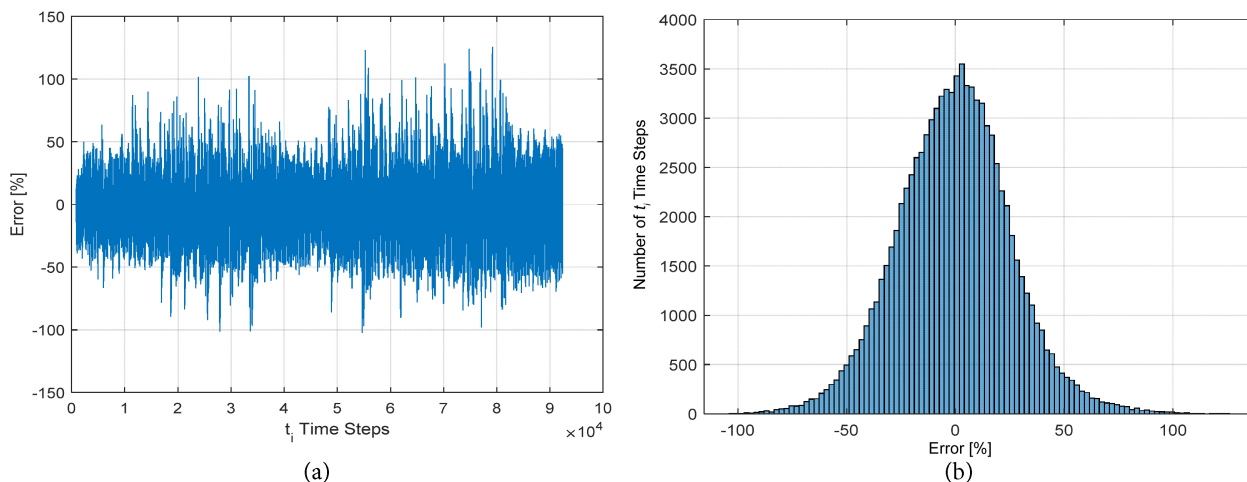 150
100
50
0
-50
-100
-150
Error [%]
0 1 2 3 4 5 6 7 8 9 10
t_i Time Steps
×10^4
(a)
4000
3500
3000
2500
2000
1500
1000
500
0
Number of t_i Time Steps
-100 -50 0 50 100
Error [%]
(b)